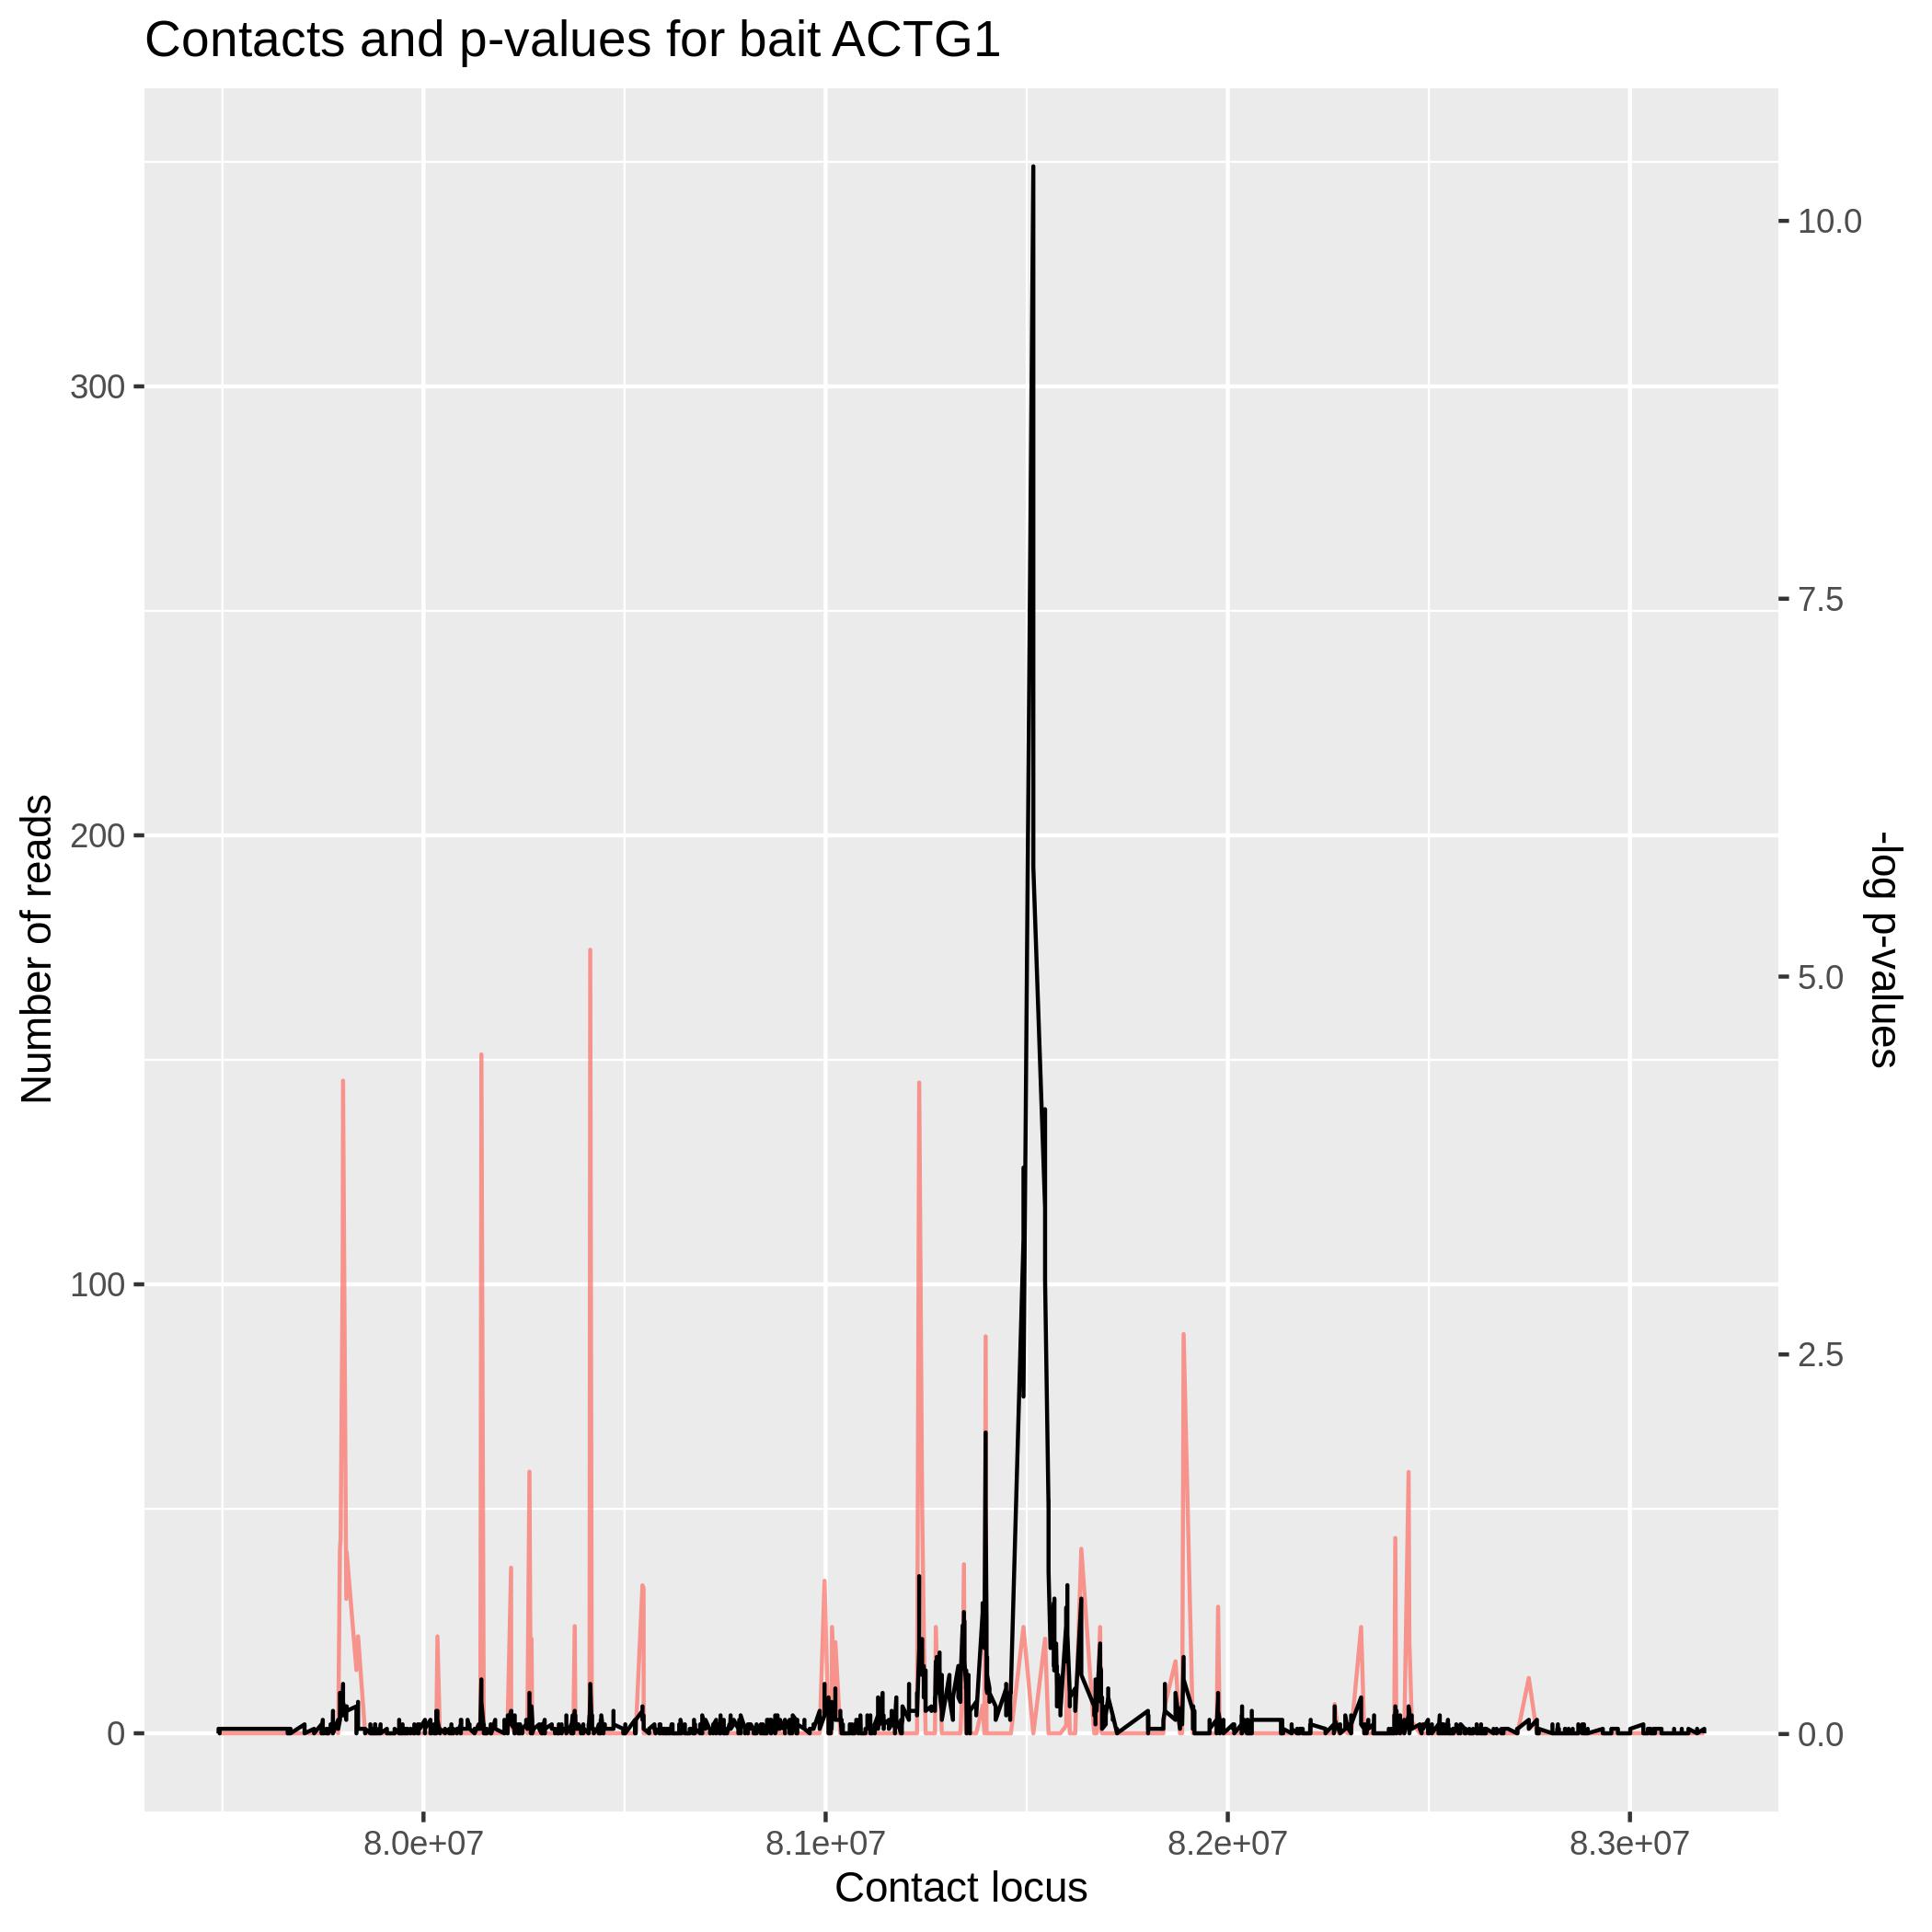 Contacts and p-values for bait ACTG1
Number of reads
300
200
100
0
10.0
7.5
5.0
2.5
0.0
-log p-values
8.0e+07 8.1e+07 8.2e+07 8.3e+07
Contact locus